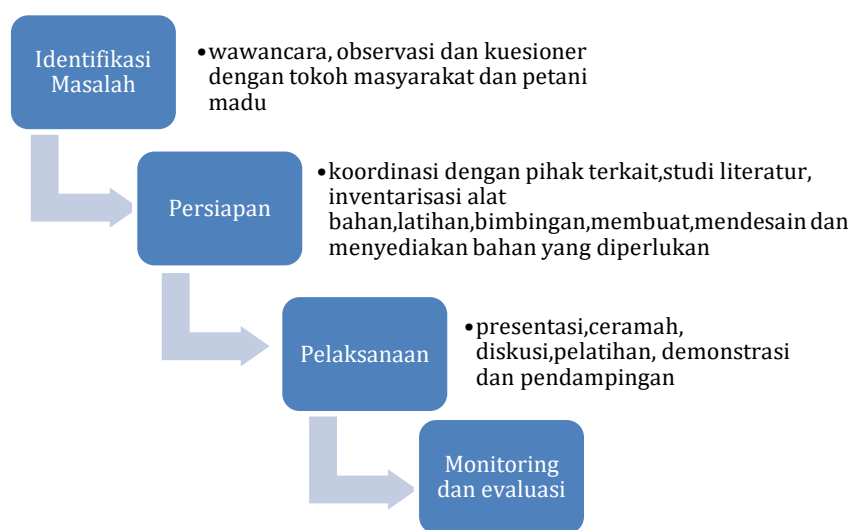 Identifikasi
Masalah
•wawancara, observasi dan kuesioner
dengan tokoh masyarakat dan petani
madu
Persiapan
•koordinasi dengan pihak terkait,studi literatur,
inventarisasi alat
bahan,latihan,bimbingan,membuat,mendesain dan
menyediakan bahan yang diperlukan
Pelaksanaan
•presentasi,ceramah,
diskusi,pelatihan, demonstrasi
dan pendampingan
Monitoring
dan evaluasi